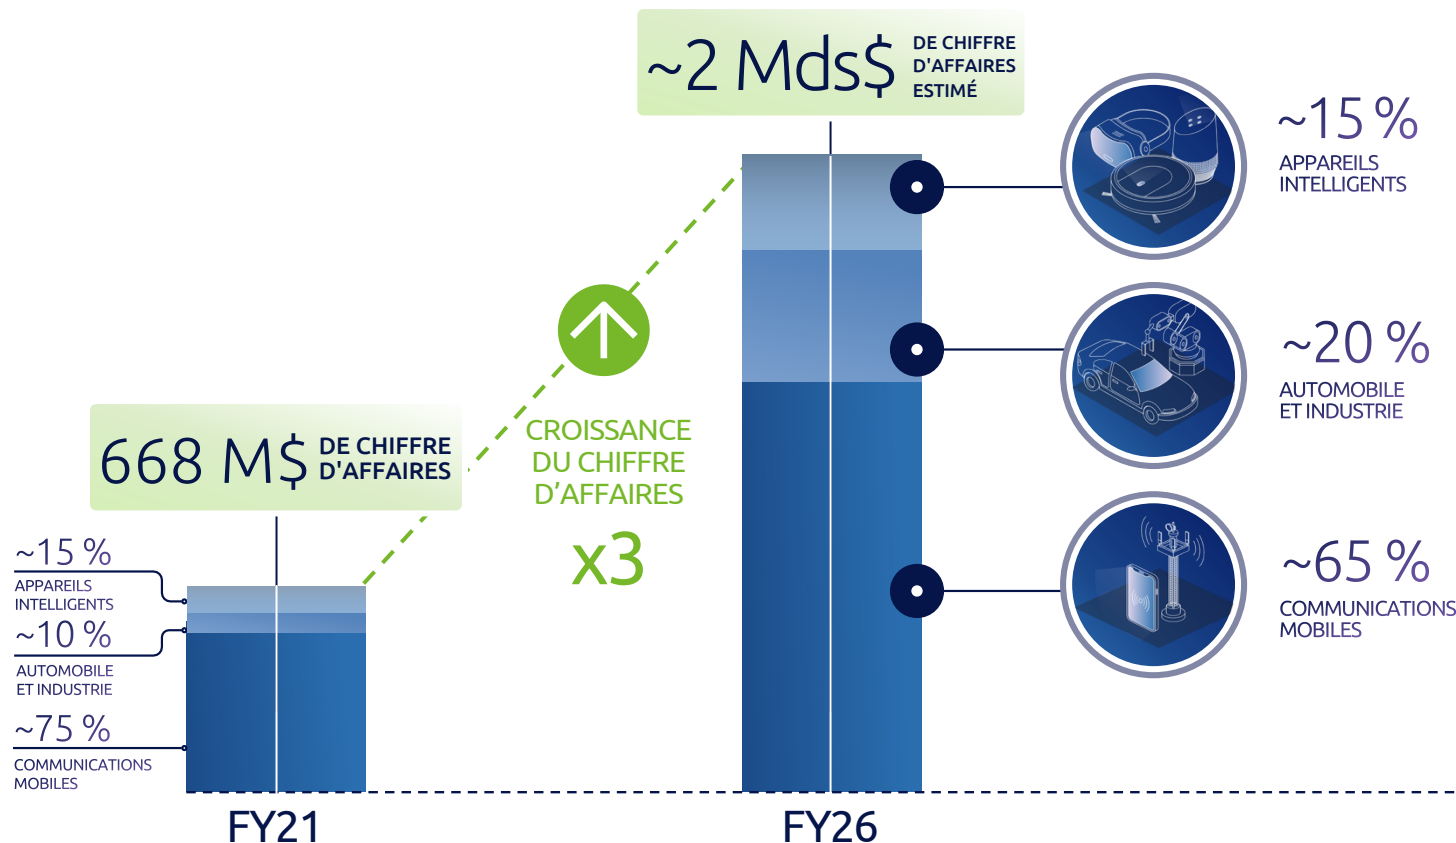 ~2 Mds$
DE CHIFFRE
D'AFFAIRES
ESTIMÉ
~15 %
APPAREILS
INTELLIGENTS
~20 %
AUTOMOBILE
ET INDUSTRIE
~65 %
COMMUNICATIONS
MOBILES
CROISSANCE
DU CHIFFRE
D’AFFAIRES
x3
668 M$
DE CHIFFRE
D'AFFAIRES
~15 %
APPAREILS
INTELLIGENTS
~10 %
AUTOMOBILE
ET INDUSTRIE
~75 %
COMMUNICATIONS
MOBILES
FY21
FY26